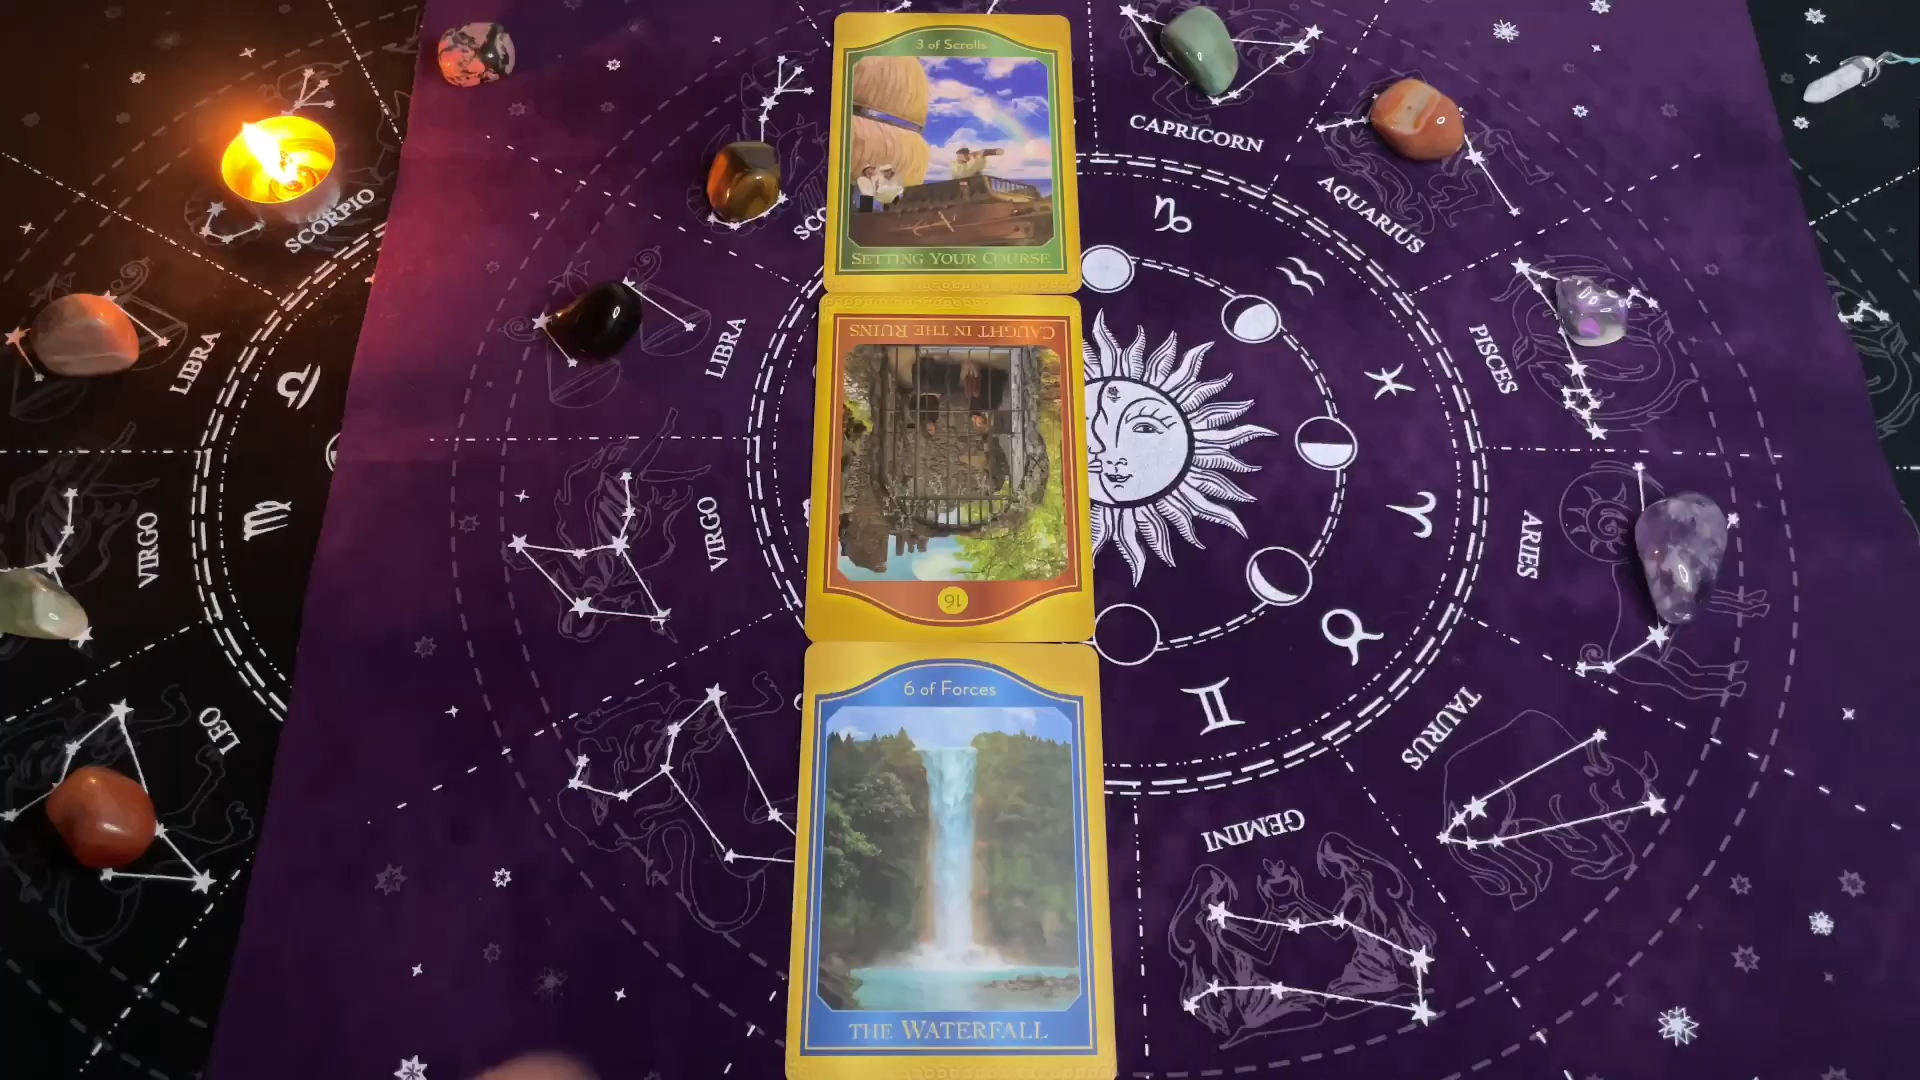 3 of Scrolls
SETTING YOUR COURSE
CAUGHT IN THE RUINS
16
6 of Forces
THE WATERFALL
CAPRICORN
AQUARIUS
PISCES
ARIES
TAURUS
GEMINI
SCO
LIBRA
VIRGO
SCORPIO
LIBRA
VIRGO
LEO